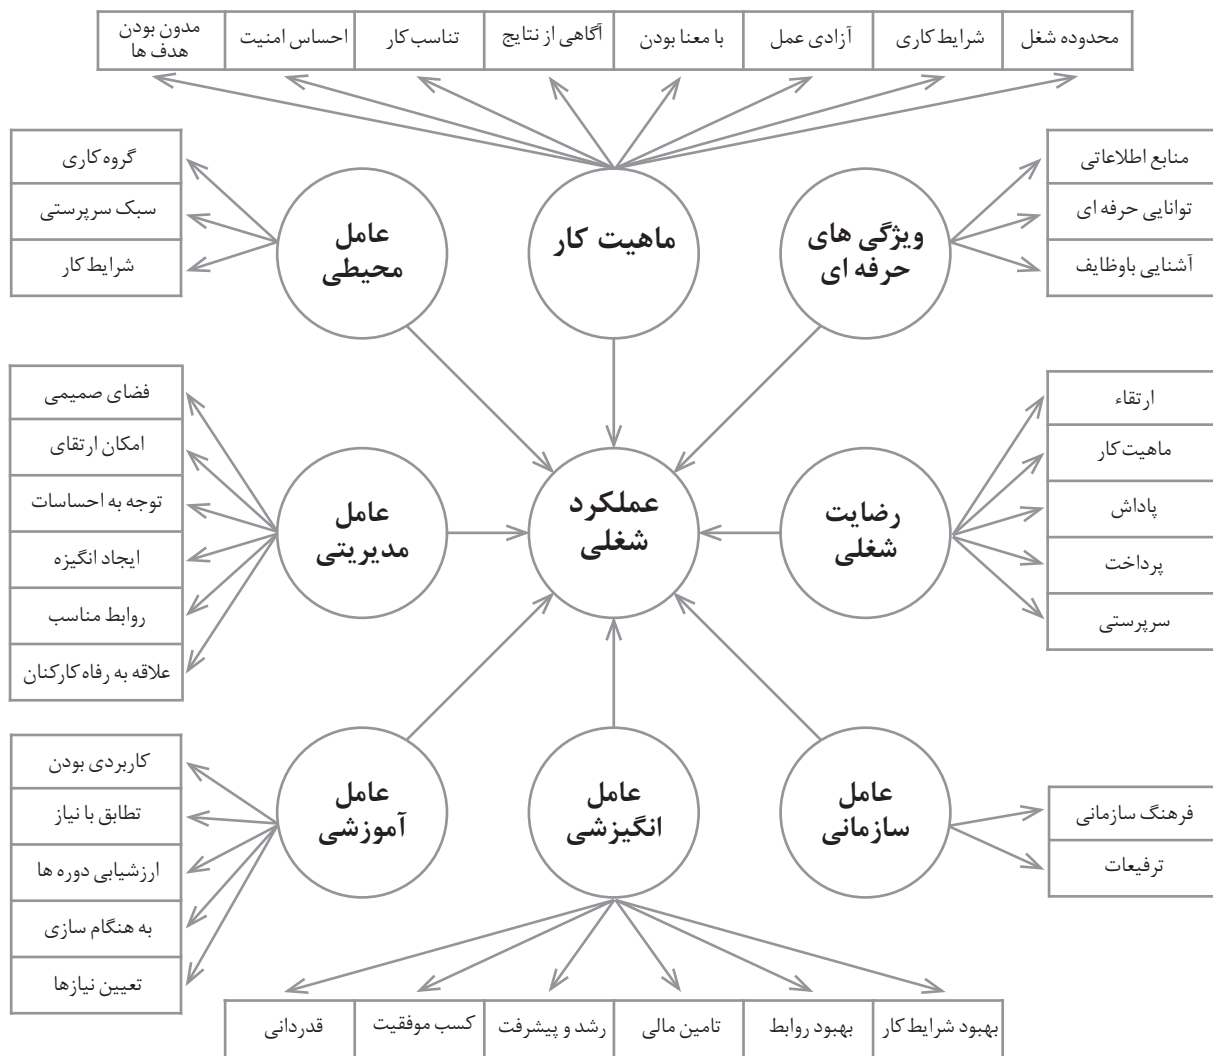 محدوده شغل
شرایط کاری
آزادی عمل
با معنا بودن
آگاهی از نتایج
تناسب کار
احساس امنیت
مدون بودن
هدف ها
منابع اطلاعاتی
توانایی حرفه ای
آشنایی باوظایف
ویژگی های
حرفه ای
ماهیت کار
عامل
محیطی
گروه کاری
سبک سرپرستی
شرایط کار
ارتقاء
ماهیت کار
پاداش
پرداخت
سرپرستی
رضایت
شغلی
عملکرد
شغلی
عامل
مدیریتی
فضای صمیمی
امکان ارتقای
توجه به احساسات
ایجاد انگیزه
روابط مناسب
علاقه به رفاه کارکنان
فرهنگ سازمانی
ترفیعات
عامل
سازمانی
عامل
انگیزشی
عامل
آموزشی
کاربردی بودن
تطابق با نیاز
ارزشیابی دوره ها
به هنگام سازی
تعیین نیازها
بهبود شرایط کار
بهبود روابط
تامین مالی
رشد و پیشرفت
کسب موفقیت
قدردانی